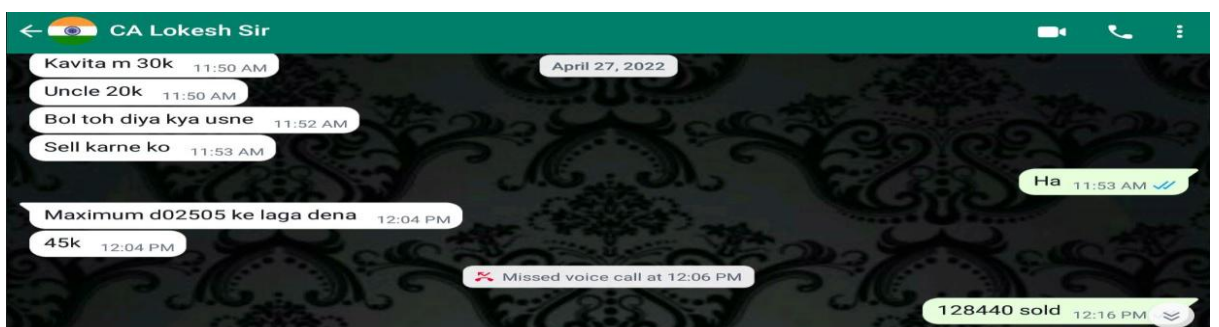 CA Lokesh Sir
Kavita m 30k 11:50 AM
April 27, 2022
Uncle 20k 11:50 AM
Bol toh diya kya usne 11:52 AM
Sell karne ko 11:53 AM
Ha 11:53 AM
Maximum d02505 ke laga dena 12:04 PM
45k 12:04 PM
Missed voice call at 12:06 PM
128440 sold 12:16 PM